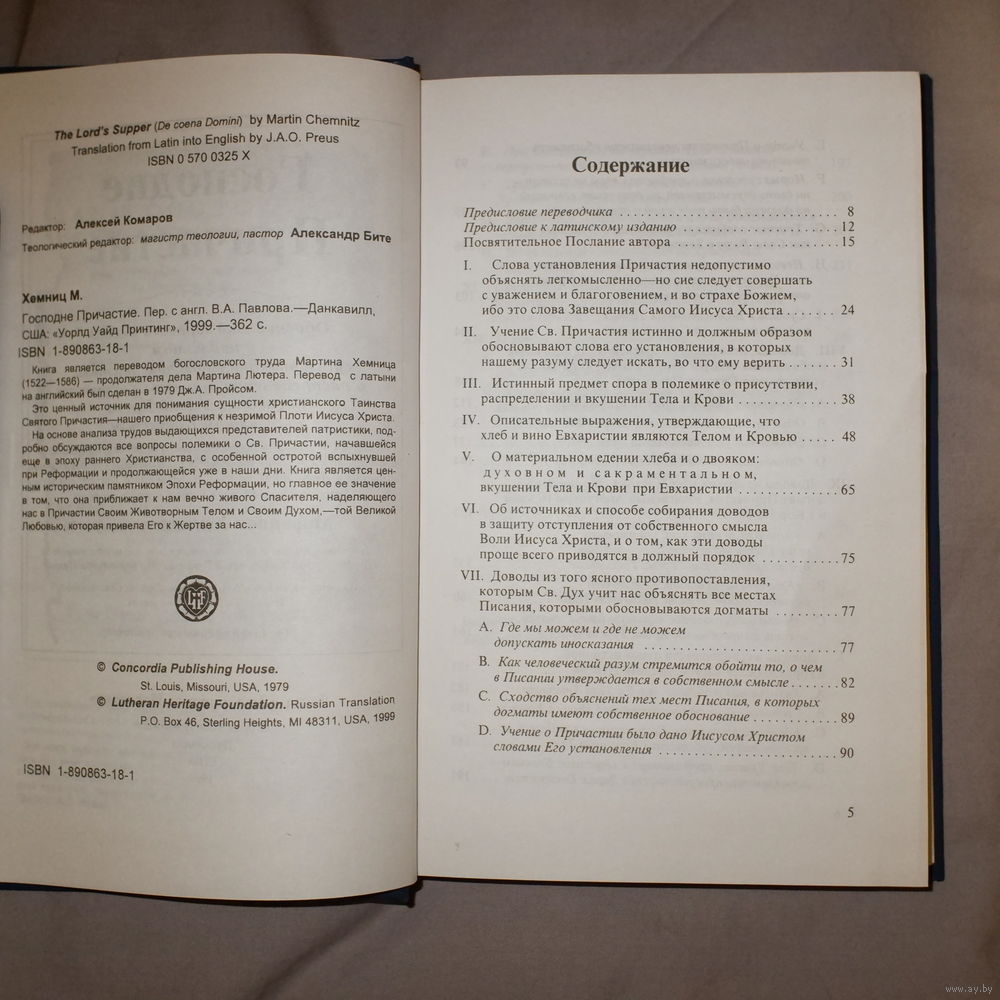 The Lord's Supper (De coena Domini) by Martin Chemnitz
Translation from Latin into English by J.A.O. Preus
ISBN 0 570 0325 X
Редактор: Алексей Комаров
Теологический редактор: магистр теологии, пастор Александр Бите
Хемниц М.
Господне Причастие. Пер. с англ. В.А. Павлова.—Данквилл,
США: «Уорлд Уайд Принтинг», 1999.—362 с.
ISBN 1-890863-18-1
Книга является переводом богословского труда Мартина Хемница
(1522—1586) — продолжателя дела Мартина Лютера. Перевод с латыни
на английский был сделан в 1979 Дж.А. Пройсом.
Это ценный источник для понимания сущности христианского Таинства
Святого Причастия—нашего приобщения к незримой Плоти Иисуса Христа.
На основе анализа трудов выдающихся представителей патристики, под-
робно обсуждаются все вопросы полемики о Св. Причастии, начавшейся
еще в эпоху раннего Христианства, с особенной остротой вспыхнувшей
при Реформации и продолжающейся уже в наши дни. Книга является цен-
ным историческим памятником Эпохи Реформации, но главное ее значение
в том, что она приближает к нам вечно живого Спасителя, наделяющего
нас в Причастии Своим Животворным Телом и Своим Духом,—той Великой
Любовью, которая привела Его к Жертве за нас...
LHF
© Concordia Publishing House.
St. Louis, Missouri, USA, 1979
© Lutheran Heritage Foundation. Russian Translation
P.O. Box 46, Sterling Heights, MI 48311, USA, 1999
ISBN 1-890863-18-1
Содержание
Предисловие переводчика . . . . . . . . . . 8
Предисловие к латинскому изданию . . . . . . . . . . 12
Посвятительное Послание автора . . . . . . . . . . 15
I. Слова установления Причастия недопустимо
объяснять легкомысленно—но сие следует совершать
с уважением и благоговением, и во страхе Божием,
ибо это слова Завещания Самого Иисуса Христа . . . . . . . 24
II. Учение Св. Причастия истинно и должным образом
обосновывают слова его установления, в которых
нашему разуму следует искать, во что ему верить . . . . . . . 31
III. Истинный предмет спора в полемике о присутствии,
распределении и вкушении Тела и Крови . . . . . . . . . . 38
IV. Описательные выражения, утверждающие, что
хлеб и вино Евхаристии являются Телом и Кровью . . . . . 48
V. О материальном едении хлеба и о двояком:
духовном и сакраментальном,
вкушении Тела и Крови при Евхаристии . . . . . . . . . . 65
VI. Об источниках и способе собирания доводов
в защиту отступления от собственного смысла
Воли Иисуса Христа, и о том, как эти доводы
проще всего приводятся в должный порядок . . . . . . . . . . 75
VII. Доводы из того ясного противопоставления,
которым Св. Дух учит нас объяснять все местах
Писания, которыми обосновываются догматы . . . . . . . . . 77
A. Где мы можем и где не можем
допускать иносказания . . . . . . . . . . 77
B. Как человеческий разум стремится обойти то, о чем
в Писании утверждается в собственном смысле . . . . . . . 82
C. Сходство объяснений тех мест Писания, в которых
догматы имеют собственное обоснование . . . . . . . . . . 89
D. Учение о Причастии было дано Иисусом Христом
словами Его установления . . . . . . . . . . 90
5
www.ay.by